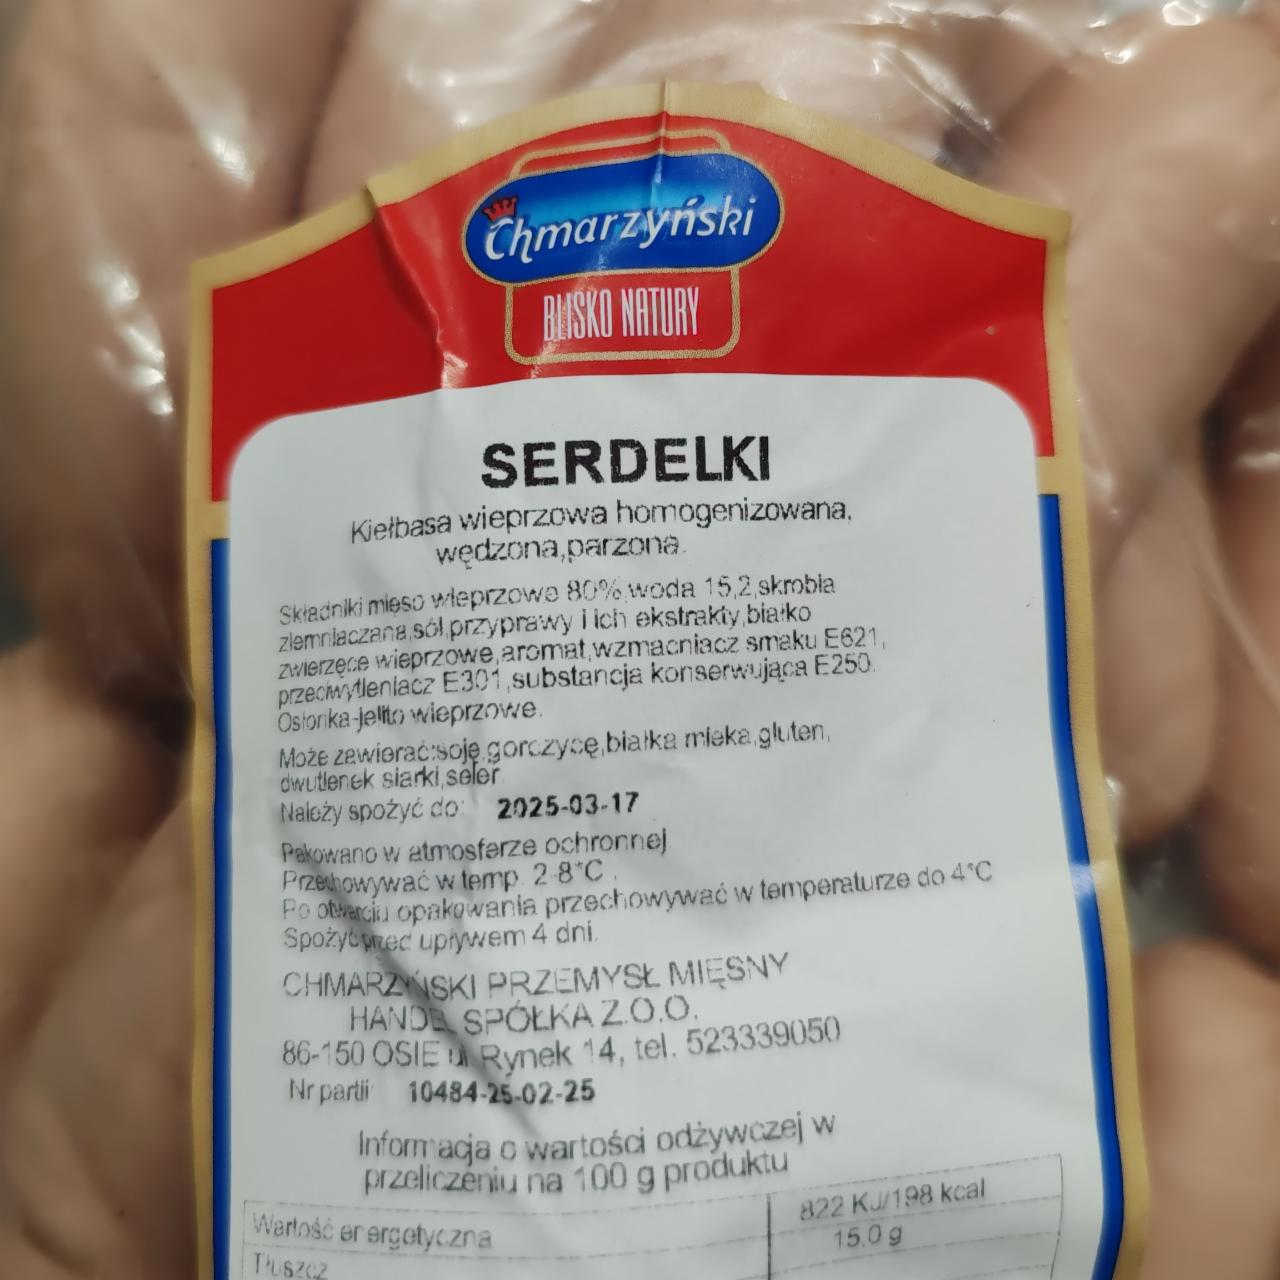 Chmarzyński
BLISKO NATURY
SERDELKI
Kiełbasa wieprzowa homogenizowana,
wędzona,parzona.
Składniki mięso wieprzowe 80%,woda 15,2,skrobia
ziemniaczana,sól,przyprawy i ich ekstrakty,białko
zwierzęce wieprzowe,aromat,wzmacniacz smaku E621,
przeciwytleniacz E301,substancja konserwująca E250.
Osłonka-jelito wieprzowe.
Może zawierać:soję,gorczycę,białka mleka,gluten,
dwutlenek siarki,seler
Należy spożyć do: 2025-03-17
Pakowano w atmosferze ochronnej
Przechowywać w temp. 2-8°C .
Po otwarciu opakowania przechowywać w temperaturze do 4°C
Spożyć przed upływem 4 dni.
CHMARZYŃSKI PRZEMYSŁ MIĘSNY
HANDEL SPÓŁKA Z.O.O.
86-150 OSIE ul Rynek 14, tel. 523339050
Nr partii 10484-25-02-25
Informacja o wartości odżywczej w
przeliczeniu na 100 g produktu
Wartość energetyczna 822 KJ/198 kcal
Tłuszcz 15,0 g